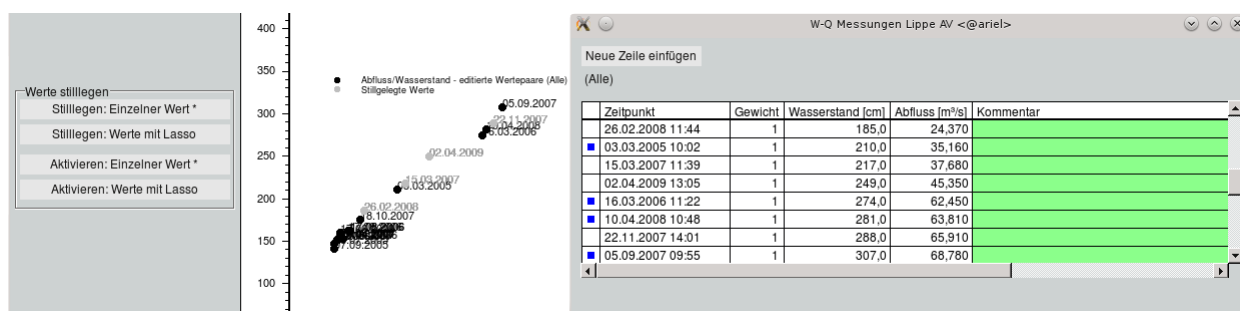 Werte stilllegen
Stilllegen: Einzelner Wert *
Stilllegen: Werte mit Lasso
Aktivieren: Einzelner Wert *
Aktivieren: Werte mit Lasso
400
350
300
250
200
150
100
Abfluss/Wasserstand - editierte Wertepaare (Alle)
Stillgelegte Werte
05.09.2007
22.11.2007
02.04.2009
15.03.2007
26.02.2008
W-Q Messungen Lippe AV <@ariel>
Neue Zeile einfügen
(Alle)
Zeitpunkt Gewicht Wasserstand [cm] Abfluss [m³/s] Kommentar
26.02.2008 11:44 1 185,0 24,370
03.03.2005 10:02 1 210,0 35,160
15.03.2007 11:39 1 217,0 37,680
02.04.2009 13:05 1 249,0 45,350
16.03.2006 11:22 1 274,0 62,450
10.04.2008 10:48 1 281,0 63,810
22.11.2007 14:01 1 288,0 65,910
05.09.2007 09:55 1 307,0 68,780